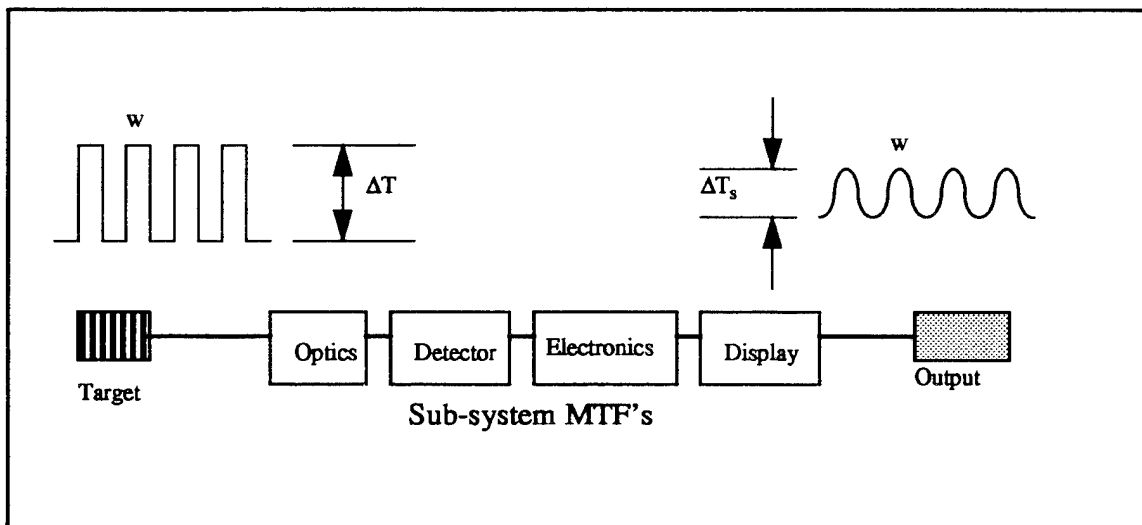 w
ΔT
w
ΔTs
Optics
Detector
Electronics
Display
Target
Output
Sub-system MTF's